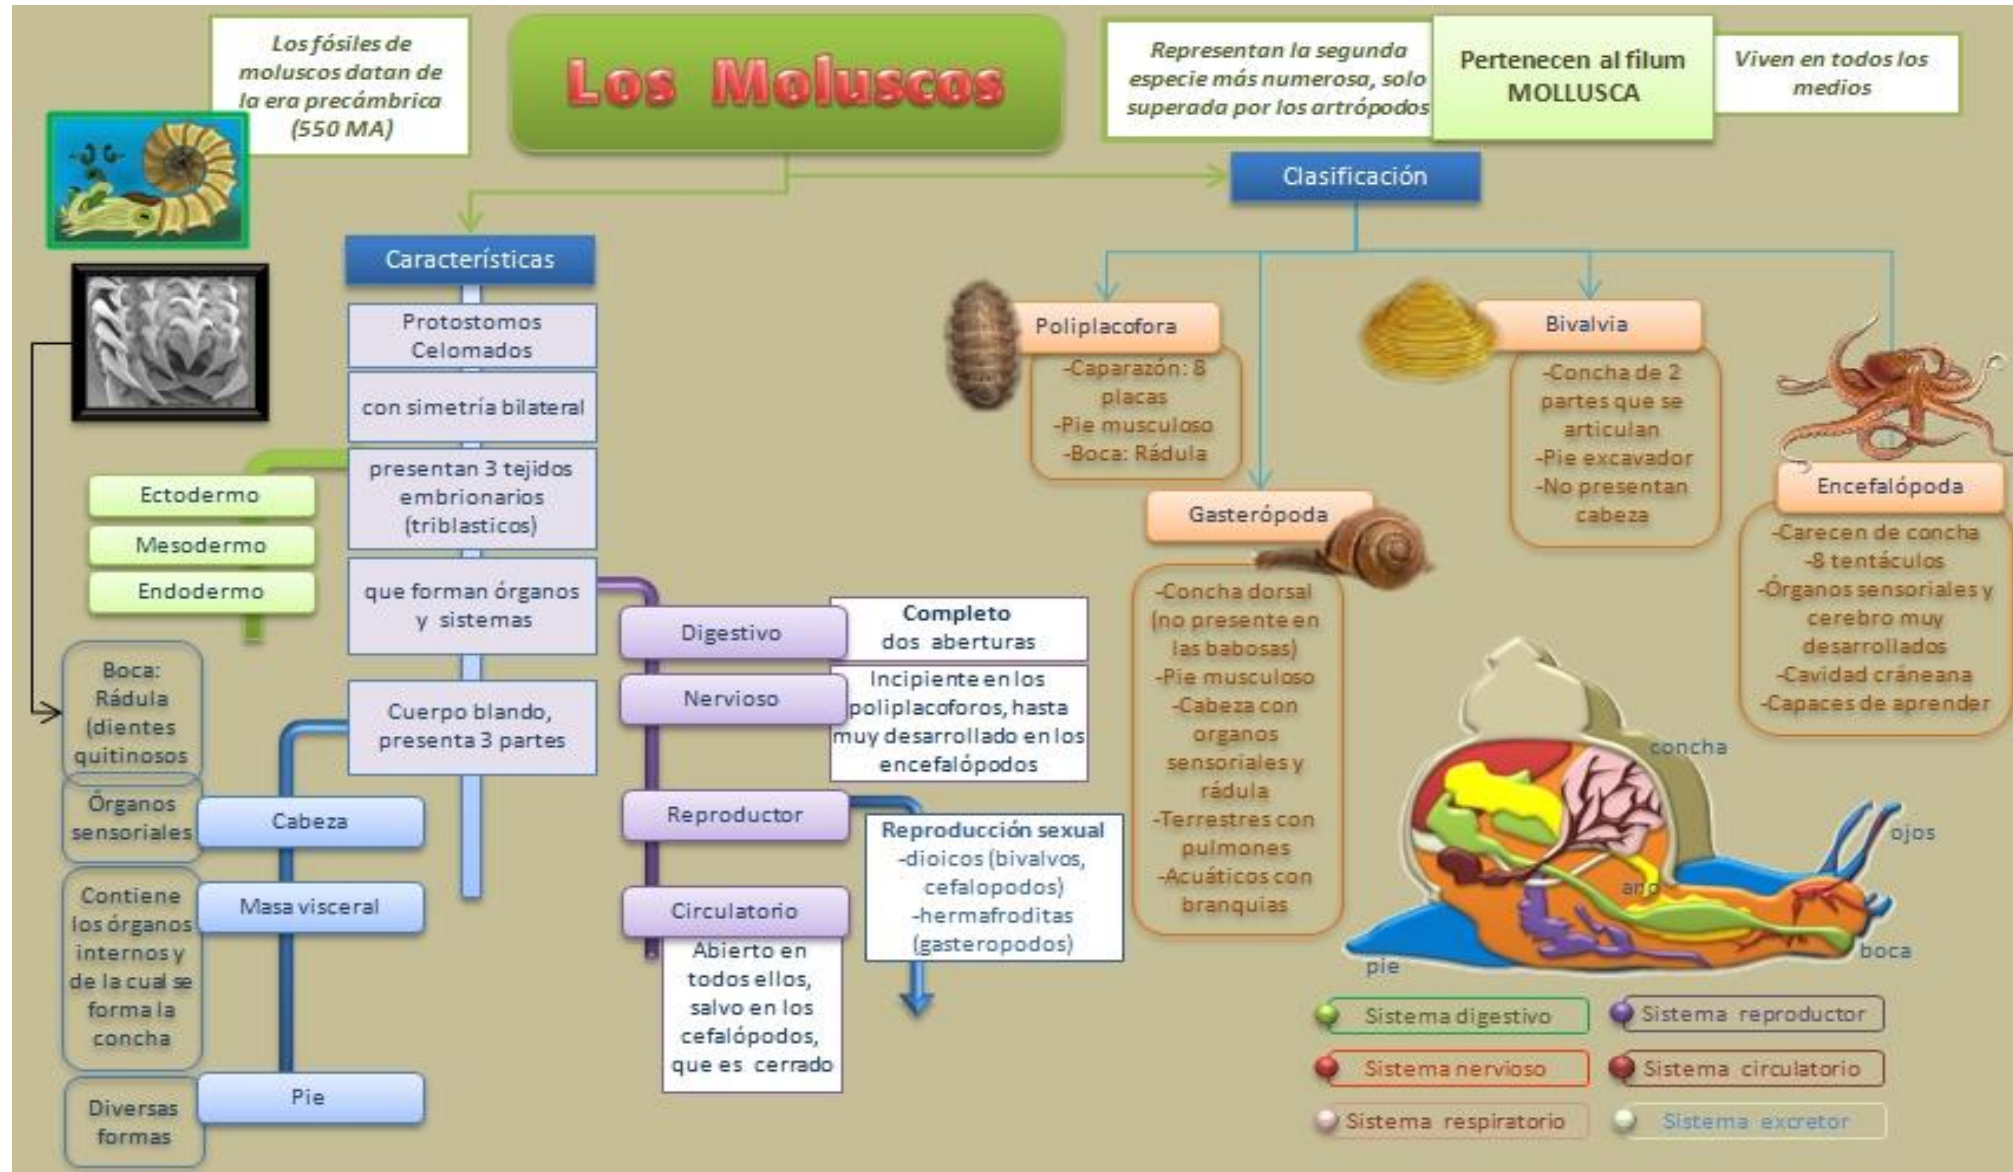 Los fósiles de
moluscos datan de
la era precámbrica
(550 MA)
Los Moluscos
Representan la segunda
especie más numerosa, solo
superada por los artrópodos
Pertenecen al filum
MOLLUSCA
Viven en todos los
medios
Características
Protostomos
Celomados
con simetría bilateral
presentan 3 tejidos
embrionarios
(triblasticos)
Ectodermo
Mesodermo
Endodermo
que forman órganos
y sistemas
Digestivo
Completo
dos aberturas
Nervioso
Incipiente en los
poliplacoforos, hasta
muy desarrollado en los
encefalópodos
Reproductor
Reproducción sexual
-dioicos (bivalvos,
cefalopodos)
-hermafroditas
(gasteropodos)
Circulatorio
Abierto en
todos ellos,
salvo en los
cefalópodos,
que es cerrado
Cuerpo blando,
presenta 3 partes
Boca:
Rádula
(dientes
quitinosos
Órganos
sensoriales
Cabeza
Contiene
los órganos
internos y
de la cual se
forma la
concha
Masa visceral
Diversas
formas
Pie
Clasificación
Poliplacofora
-Caparazón: 8
placas
-Pie musculoso
-Boca: Rádula
Gasterópoda
-Concha dorsal
(no presente en
las babosas)
-Pie musculoso
-Cabeza con
organos
sensoriales y
rádula
-Terrestres con
pulmones
-Acuáticos con
branquias
Bivalvia
-Concha de 2
partes que se
articulan
-Pie excavador
-No presentan
cabeza
Encefalópoda
-Carecen de concha
-8 tentáculos
-Órganos sensoriales y
cerebro muy
desarrollados
-Cavidad cráneana
-Capaces de aprender
concha
ojos
ano
boca
pie
Sistema digestivo
Sistema reproductor
Sistema nervioso
Sistema circulatorio
Sistema respiratorio
Sistema excretor